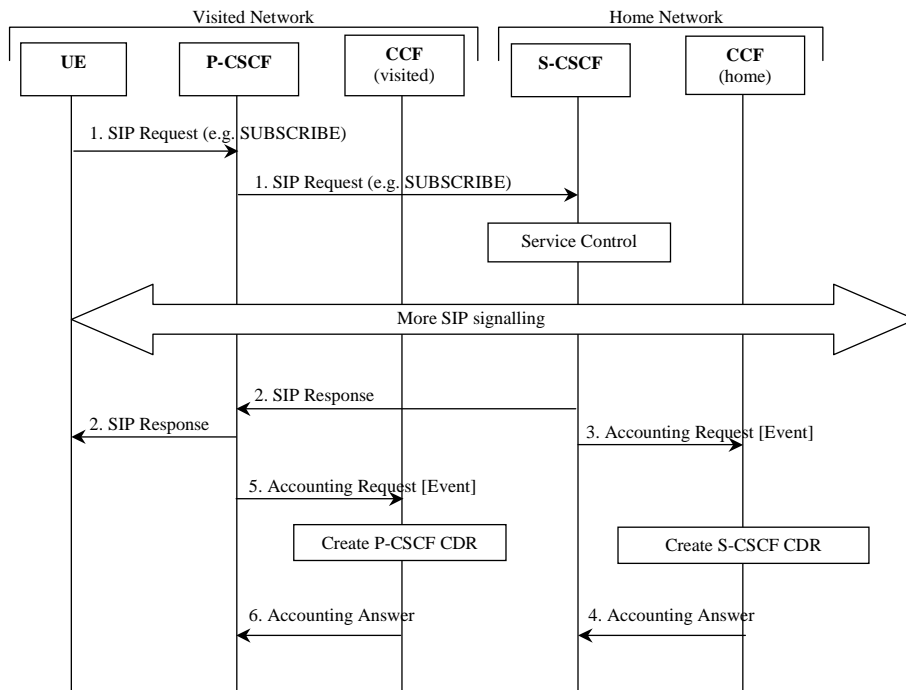 Visited Network
Home Network
UE
P-CSCF
CCF
(visited)
S-CSCF
CCF
(home)
1. SIP Request (e.g. SUBSCRIBE)
1. SIP Request (e.g. SUBSCRIBE)
Service Control
More SIP signalling
2. SIP Response
2. SIP Response
3. Accounting Request [Event]
5. Accounting Request [Event]
Create P-CSCF CDR
Create S-CSCF CDR
6. Accounting Answer
4. Accounting Answer